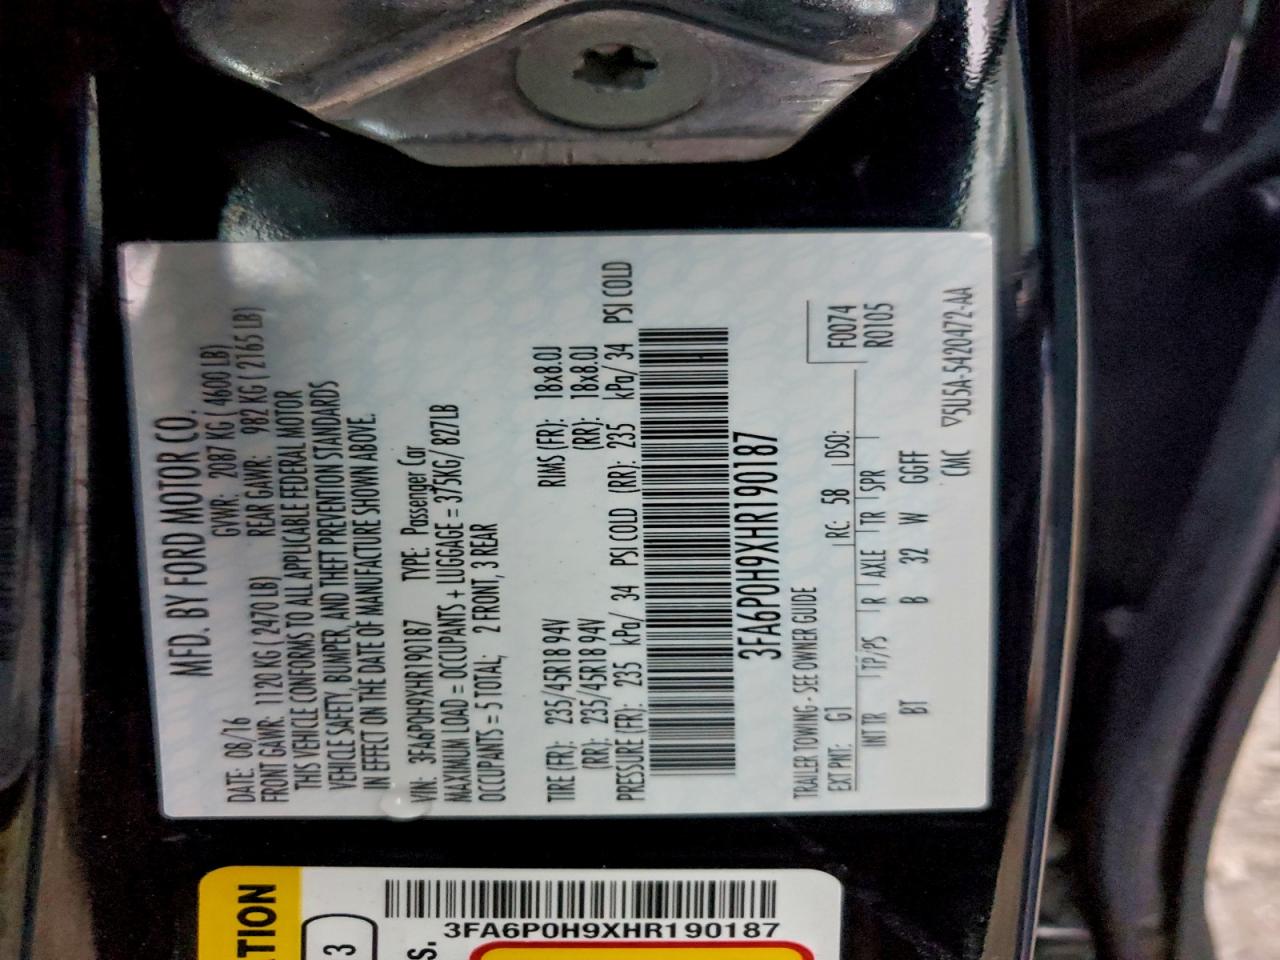 MFD. BY FORD MOTOR CO.
DATE: 08/16 GVWR: 2087 KG ( 4600 LB)
FRONT GAWR: 1120 KG ( 2470 LB) REAR GAWR: 982 KG ( 2165 LB)
THIS VEHICLE CONFORMS TO ALL APPLICABLE FEDERAL MOTOR
VEHICLE SAFETY, BUMPER, AND THEFT PREVENTION STANDARDS
IN EFFECT ON THE DATE OF MANUFACTURE SHOWN ABOVE.
VIN: 3FA6P0H9XHR190187 TYPE: Passenger Car
MAXIMUM LOAD = OCCUPANTS + LUGGAGE = 375KG/ 827LB
OCCUPANTS = 5 TOTAL; 2 FRONT, 3 REAR
TIRE (FR): 235/45R18 94V RIMS (FR): 18x8.0J
(RR): 235/45R18 94V (RR): 18x8.0J
PRESSURE (FR): 235 kPa/ 34 PSI COLD (RR): 235 kPa/ 34 PSI COLD
3FA6P0H9XHR190187
TRAILER TOWING - SEE OWNER GUIDE
EXT PNT: G1 RC: 58 DSO: F0074
R0105
INT TR TP/PS R AXLE TR SPR
BT B 32 W GGFF
CMC ▽5U5A-5420472-AA
ATION
3
3FA6P0H9XHR190187
s.